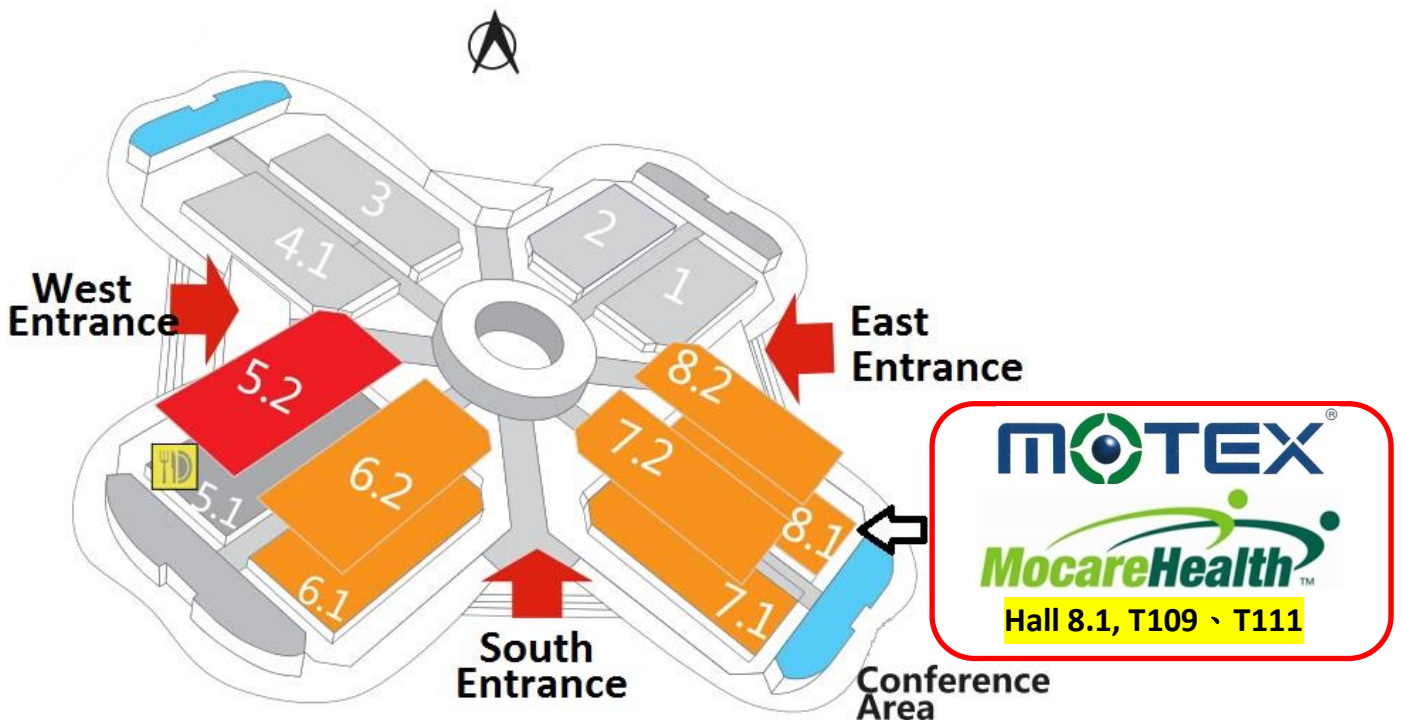 3
2
4.1
1
West
Entrance
East
Entrance
5.2
8.2
7.2
6.2
5.1
8.1
6.1
7.1
MOTEX®
MocareHealth™
Hall 8.1, T109、T111
South
Entrance
Conference
Area